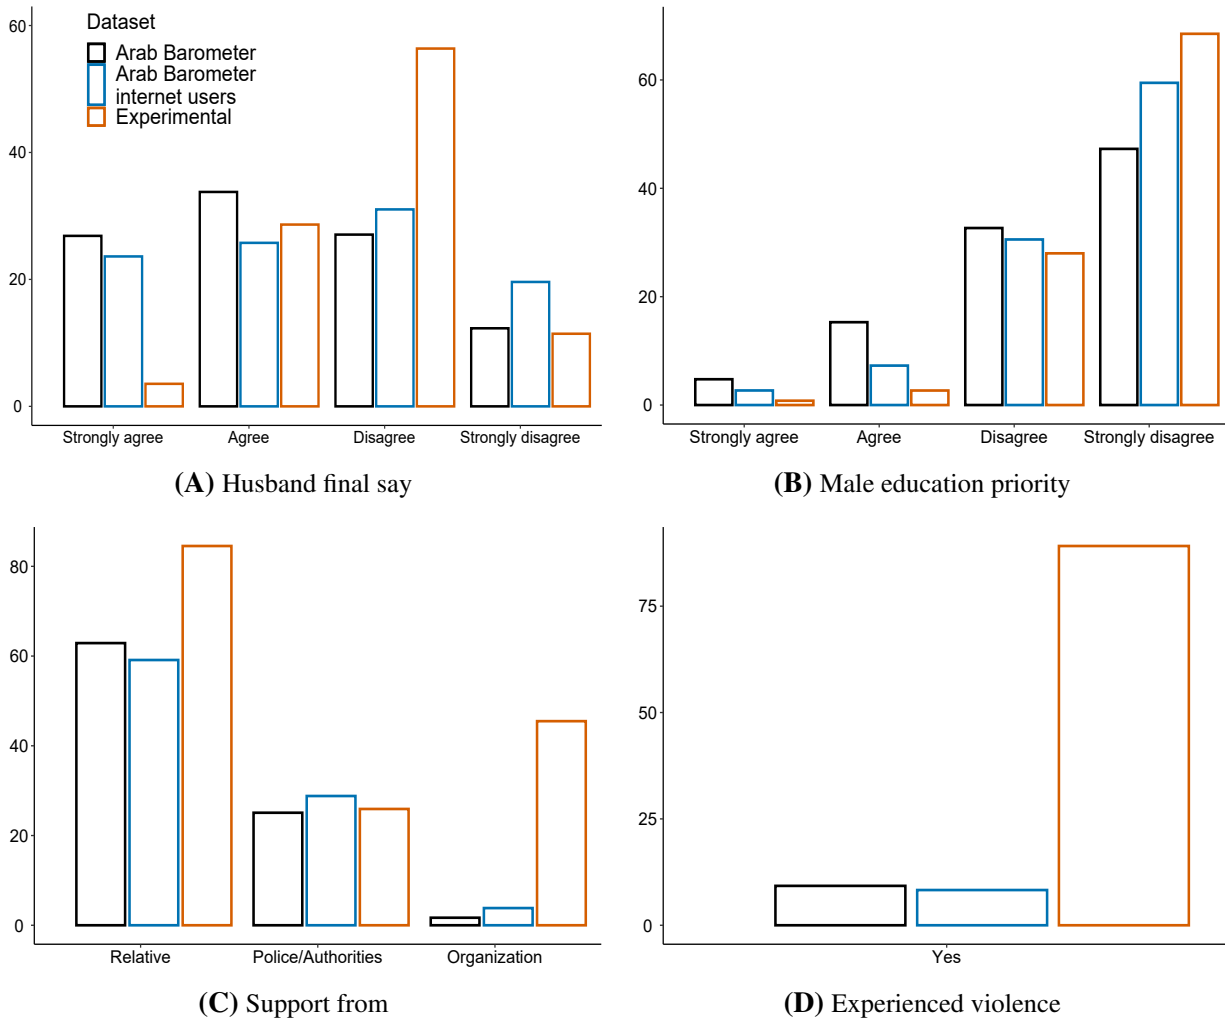 Dataset
Arab Barometer
Arab Barometer
internet users
Experimental
60
40
20
0
Strongly agree Agree Disagree Strongly disagree
(A) Husband final say
60
40
20
0
Strongly agree Agree Disagree Strongly disagree
(B) Male education priority
80
60
40
20
0
Relative Police/Authorities Organization
(C) Support from
75
50
25
0
Yes
(D) Experienced violence